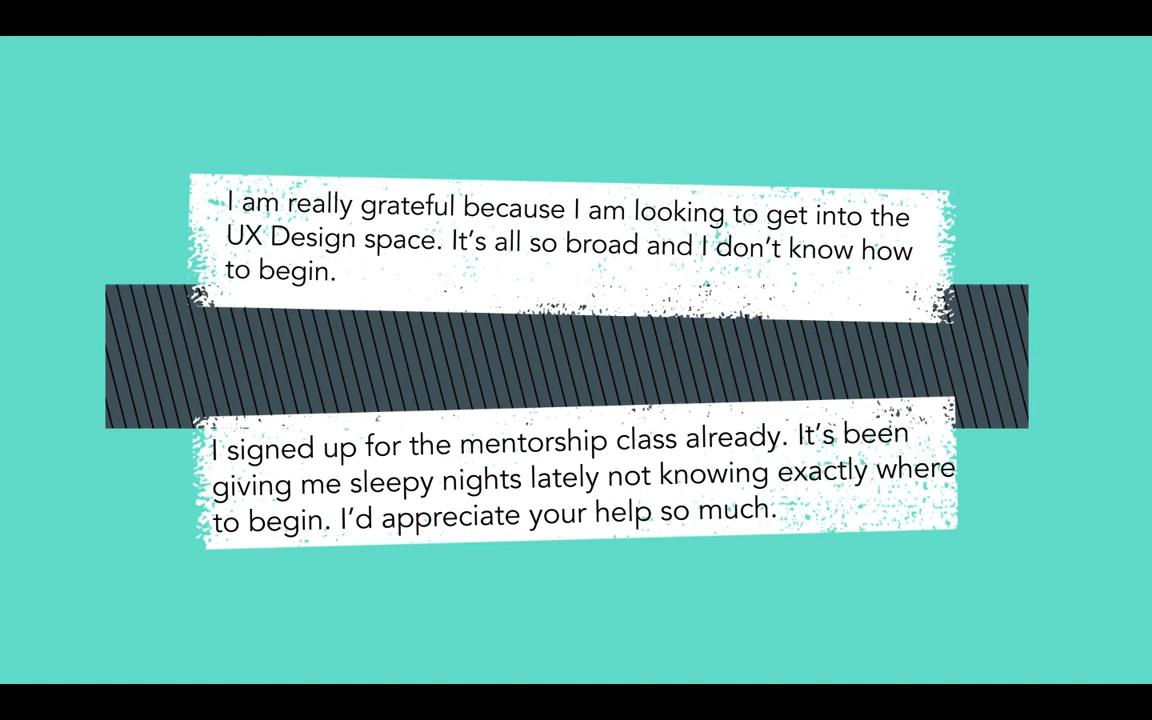 I am really grateful because I am looking to get into the
UX Design space. It's all so broad and I don't know how
to begin.
I signed up for the mentorship class already. It's been
giving me sleepy nights lately not knowing exactly where
to begin. I'd appreciate your help so much.